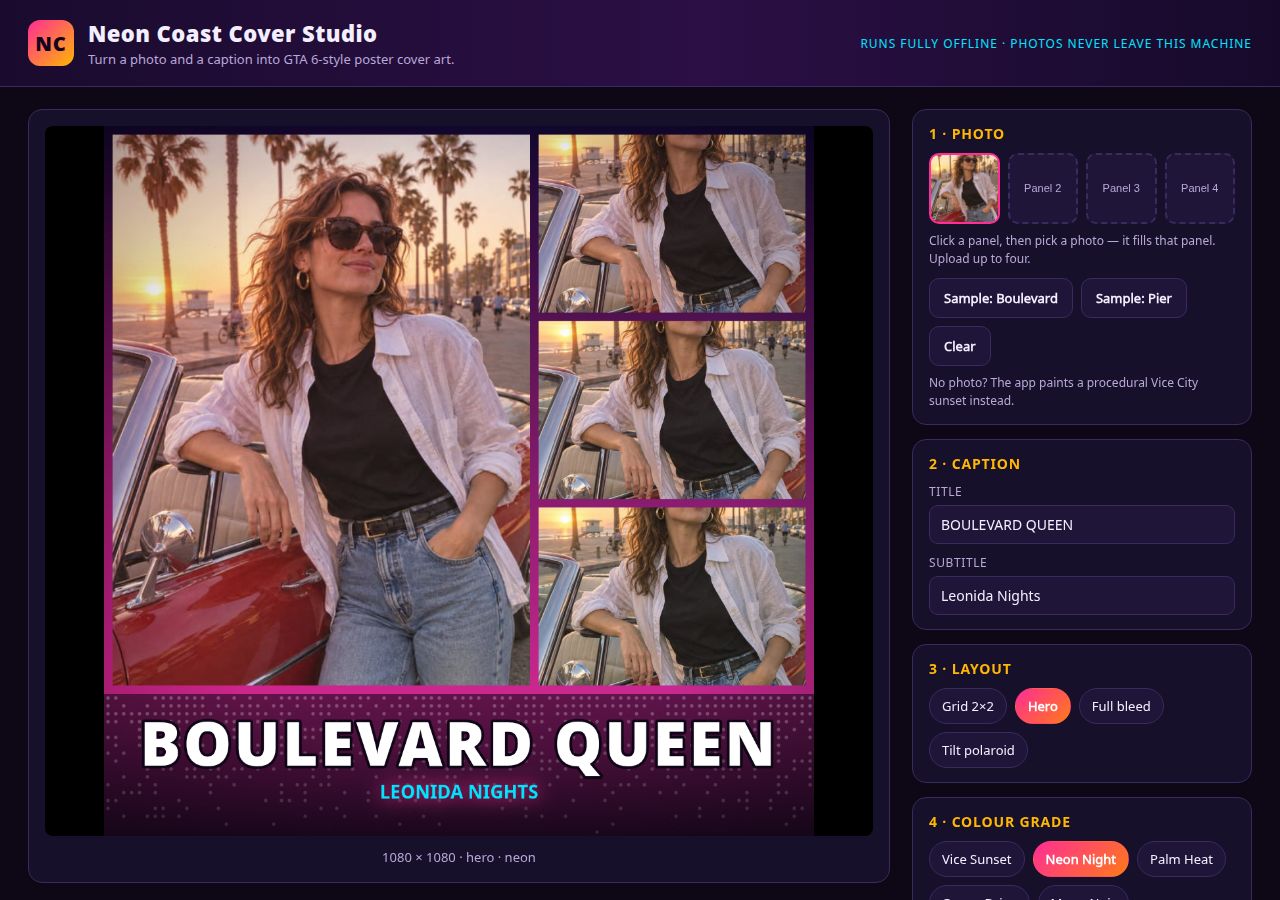 NC
Neon Coast Cover Studio
Turn a photo and a caption into GTA 6-style poster cover art.
RUNS FULLY OFFLINE · PHOTOS NEVER LEAVE THIS MACHINE
BOULEVARD QUEEN
LEONIDA NIGHTS
1080 × 1080 · hero · neon
1 · PHOTO
Panel 2
Panel 3
Panel 4
Click a panel, then pick a photo — it fills that panel.
Upload up to four.
Sample: Boulevard
Sample: Pier
Clear
No photo? The app paints a procedural Vice City
sunset instead.
2 · CAPTION
TITLE
BOULEVARD QUEEN
SUBTITLE
Leonida Nights
3 · LAYOUT
Grid 2×2
Hero
Full bleed
Tilt polaroid
4 · COLOUR GRADE
Vice Sunset
Neon Night
Palm Heat